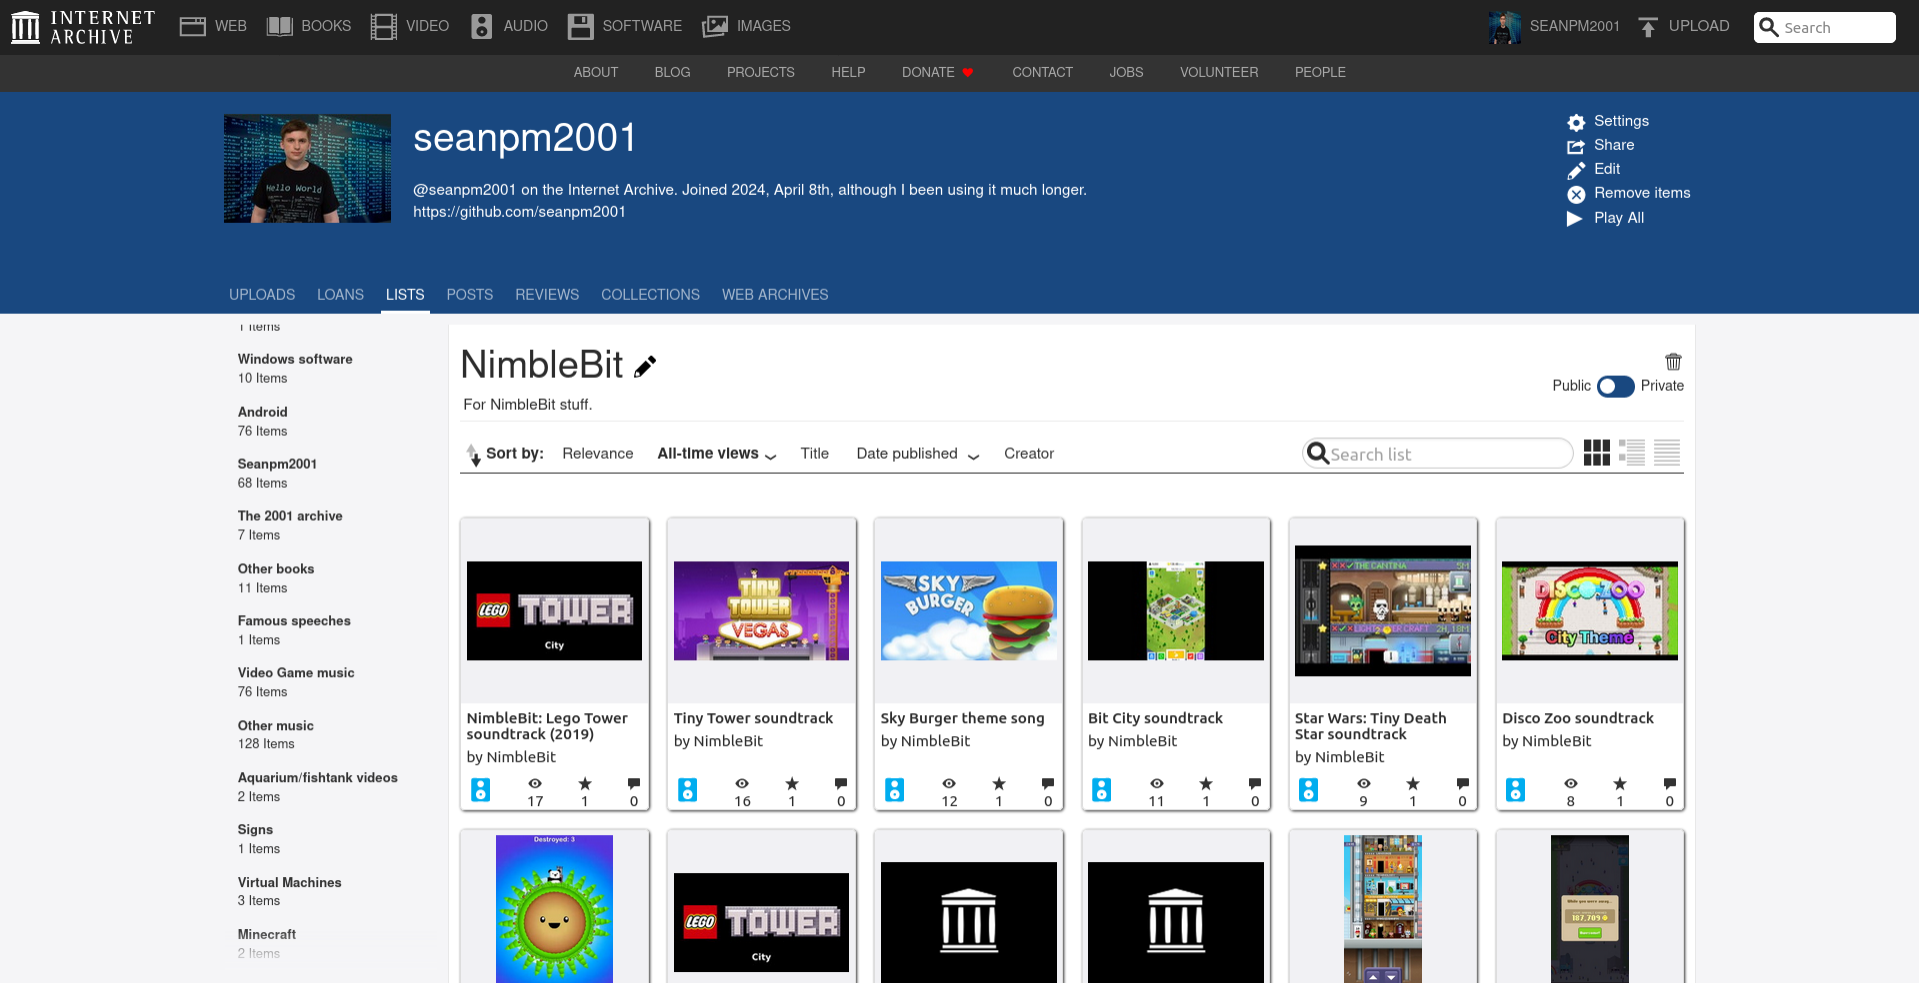 INTERNET
ARCHIVE
WEB
BOOKS
VIDEO
AUDIO
SOFTWARE
IMAGES
SEANPM2001
UPLOAD
Search
ABOUT
BLOG
PROJECTS
HELP
DONATE
CONTACT
JOBS
VOLUNTEER
PEOPLE
Hello World
seanpm2001
@seanpm2001 on the Internet Archive. Joined 2024, April 8th, although I been using it much longer.
https://github.com/seanpm2001
Settings
Share
Edit
Remove items
Play All
UPLOADS
LOANS
LISTS
POSTS
REVIEWS
COLLECTIONS
WEB ARCHIVES
1 Items
Windows software
10 Items
Android
76 Items
Seanpm2001
68 Items
The 2001 archive
7 Items
Other books
11 Items
Famous speeches
1 Items
Video Game music
76 Items
Other music
128 Items
Aquarium/fishtank videos
2 Items
Signs
1 Items
Virtual Machines
3 Items
Minecraft
2 Items
NimbleBit
For NimbleBit stuff.
Public
Private
Sort by:
Relevance
All-time views
Title
Date published
Creator
Search list
LEGO TOWER
City
NimbleBit: Lego Tower
soundtrack (2019)
by NimbleBit
17
1
0
TINY
TOWER
VEGAS
Tiny Tower soundtrack
by NimbleBit
16
1
0
SKY
BURGER
Sky Burger theme song
by NimbleBit
12
1
0
Bit City soundtrack
by NimbleBit
11
1
0
THE CANTINA
5M
2H, 18M
Star Wars: Tiny Death
Star soundtrack
by NimbleBit
9
1
0
DISCO ZOO
City Theme
Disco Zoo soundtrack
by NimbleBit
8
1
0
Destroyed: 3
LEGO TOWER
City
While you were away...
187,789